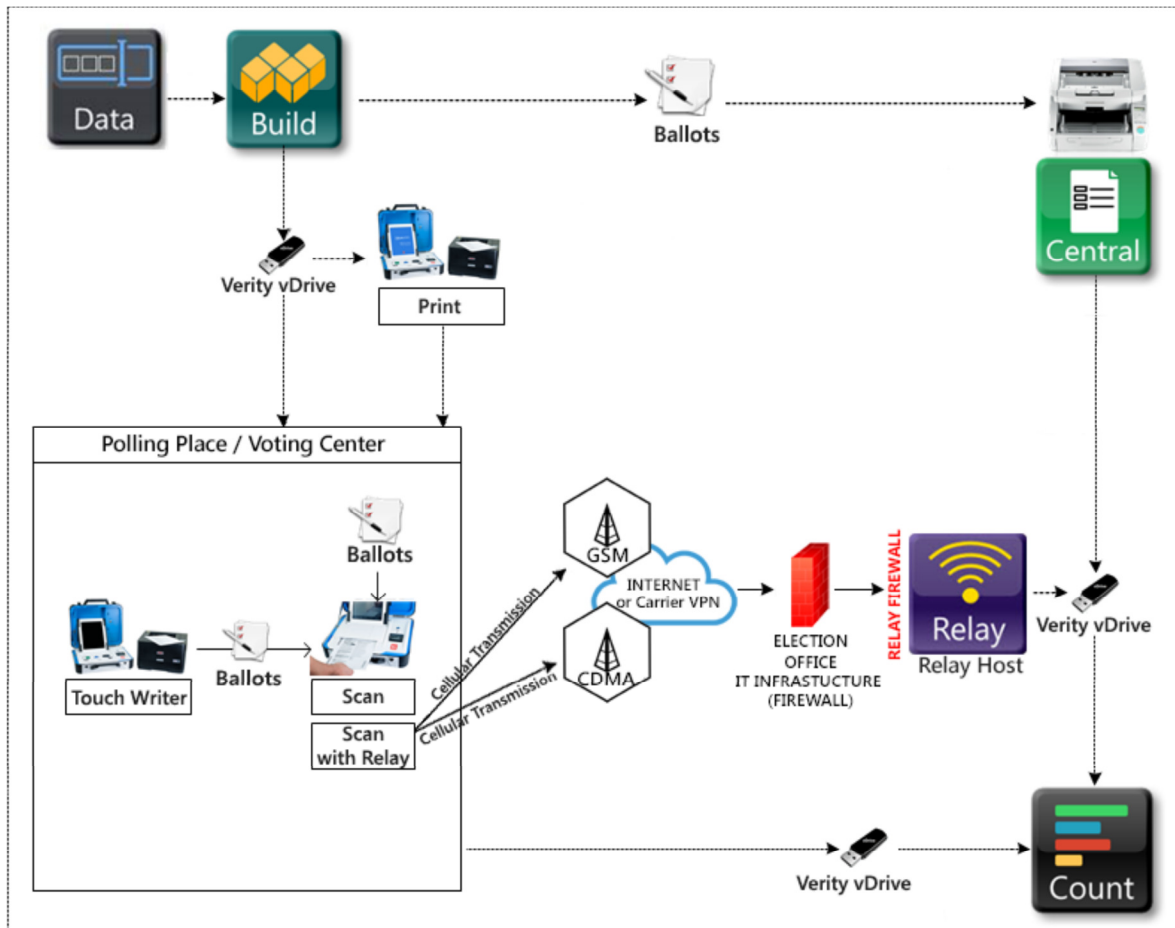 Data
Build
Ballots
Central
Verity vDrive
Print
Polling Place / Voting Center
Ballots
Touch Writer
Ballots
Scan
Scan
with Relay
Cellular Transmission
Cellular Transmission
GSM
CDMA
INTERNET
or Carrier VPN
ELECTION
OFFICE
IT INFRASTUCTURE
(FIREWALL)
RELAY FIREWALL
Relay
Relay Host
Verity vDrive
Verity vDrive
Count